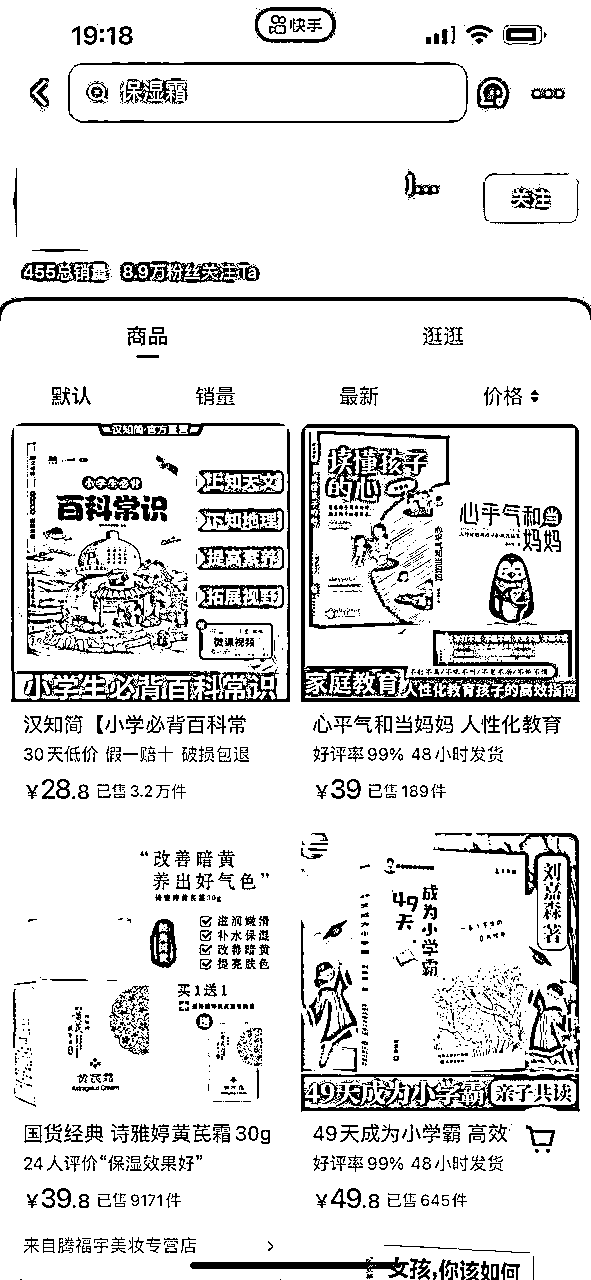 19:18
快手
保湿霜
关注
455总销量 8.9万粉丝关注Ta
商品 逛逛
默认 销量 最新 价格
汉知简·官方直营
小学生必背
百科常识
上知天文
下知地理
提高素养
拓展视野
微课视频
小学生必背百科常识
汉知简【小学必背百科常
30天低价 假一赔十 破损包退
¥28.8 已售3.2万件
读懂孩子
的心
心平气和当
妈妈
家庭教育 人性化教育孩子的高效指南
心平气和当妈妈 人性化教育
好评率99% 48小时发货
¥39 已售189件
“改善暗黄
养出好气色”
滋润嫩滑
补水保湿
改善暗黄
提亮肤色
买1送1
黄芪霜
Astragalus Cream
国货经典 诗雅婷黄芪霜30g
24人评价“保湿效果好”
¥39.8 已售9171件
来自腾福宇美妆专营店
刘嘉森 著
49天
成为小学霸
49天成为小学霸 亲子共读
49天成为小学霸 高效
好评率99% 48小时发货
¥49.8 已售645件
女孩,你该如何